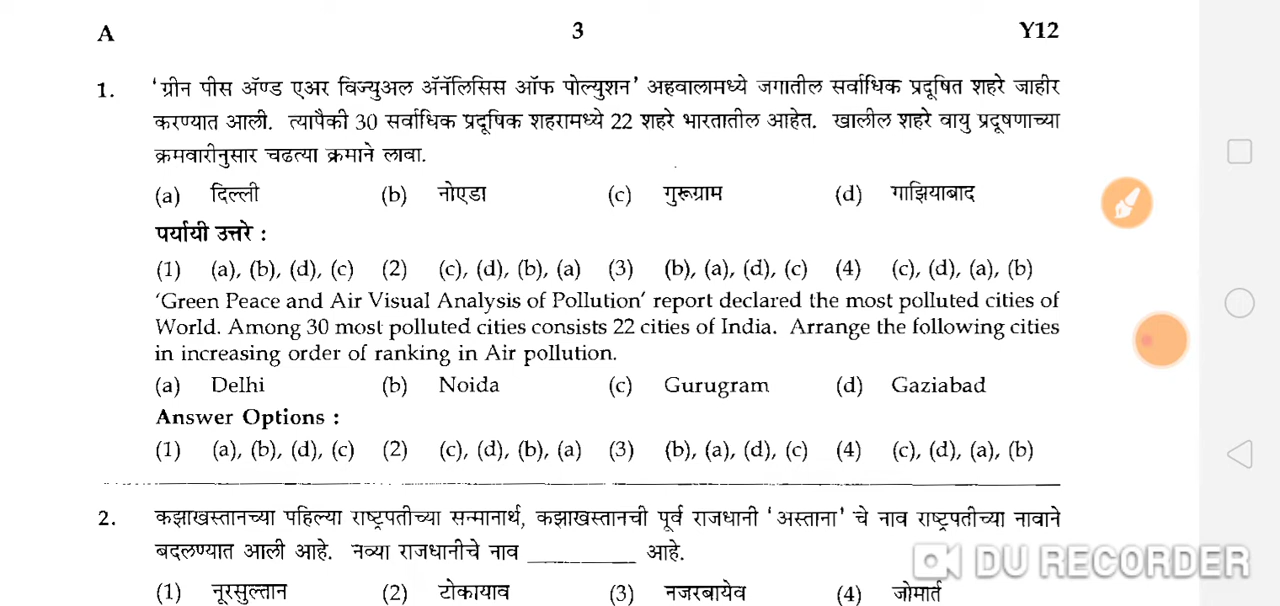 A 3 Y12
1. 'ग्रीन पीस ॲण्ड एअर विज्युअल ॲनॅलिसिस ऑफ पोल्युशन' अहवालामध्ये जगातील सर्वाधिक प्रदूषित शहरे जाहीर
करण्यात आली. त्यापैकी 30 सर्वाधिक प्रदूषिक शहरामध्ये 22 शहरे भारतातील आहेत. खालील शहरे वायु प्रदूषणाच्या
क्रमवारीनुसार चढत्या क्रमाने लावा.
(a) दिल्ली (b) नोएडा (c) गुरूग्राम (d) गाझियाबाद
पर्यायी उत्तरे :
(1) (a), (b), (d), (c) (2) (c), (d), (b), (a) (3) (b), (a), (d), (c) (4) (c), (d), (a), (b)
'Green Peace and Air Visual Analysis of Pollution' report declared the most polluted cities of
World. Among 30 most polluted cities consists 22 cities of India. Arrange the following cities
in increasing order of ranking in Air pollution.
(a) Delhi (b) Noida (c) Gurugram (d) Gaziabad
Answer Options :
(1) (a), (b), (d), (c) (2) (c), (d), (b), (a) (3) (b), (a), (d), (c) (4) (c), (d), (a), (b)
2. कझाखस्तानच्या पहिल्या राष्ट्रपतीच्या सन्मानार्थ, कझाखस्तानची पूर्व राजधानी 'अस्ताना' चे नाव राष्ट्रपतीच्या नावाने
बदलण्यात आली आहे. नव्या राजधानीचे नाव __________ आहे.
(1) नूरसुल्तान (2) टोकायाव (3) नजरबायेव (4) जोमार्त
DU RECORDER